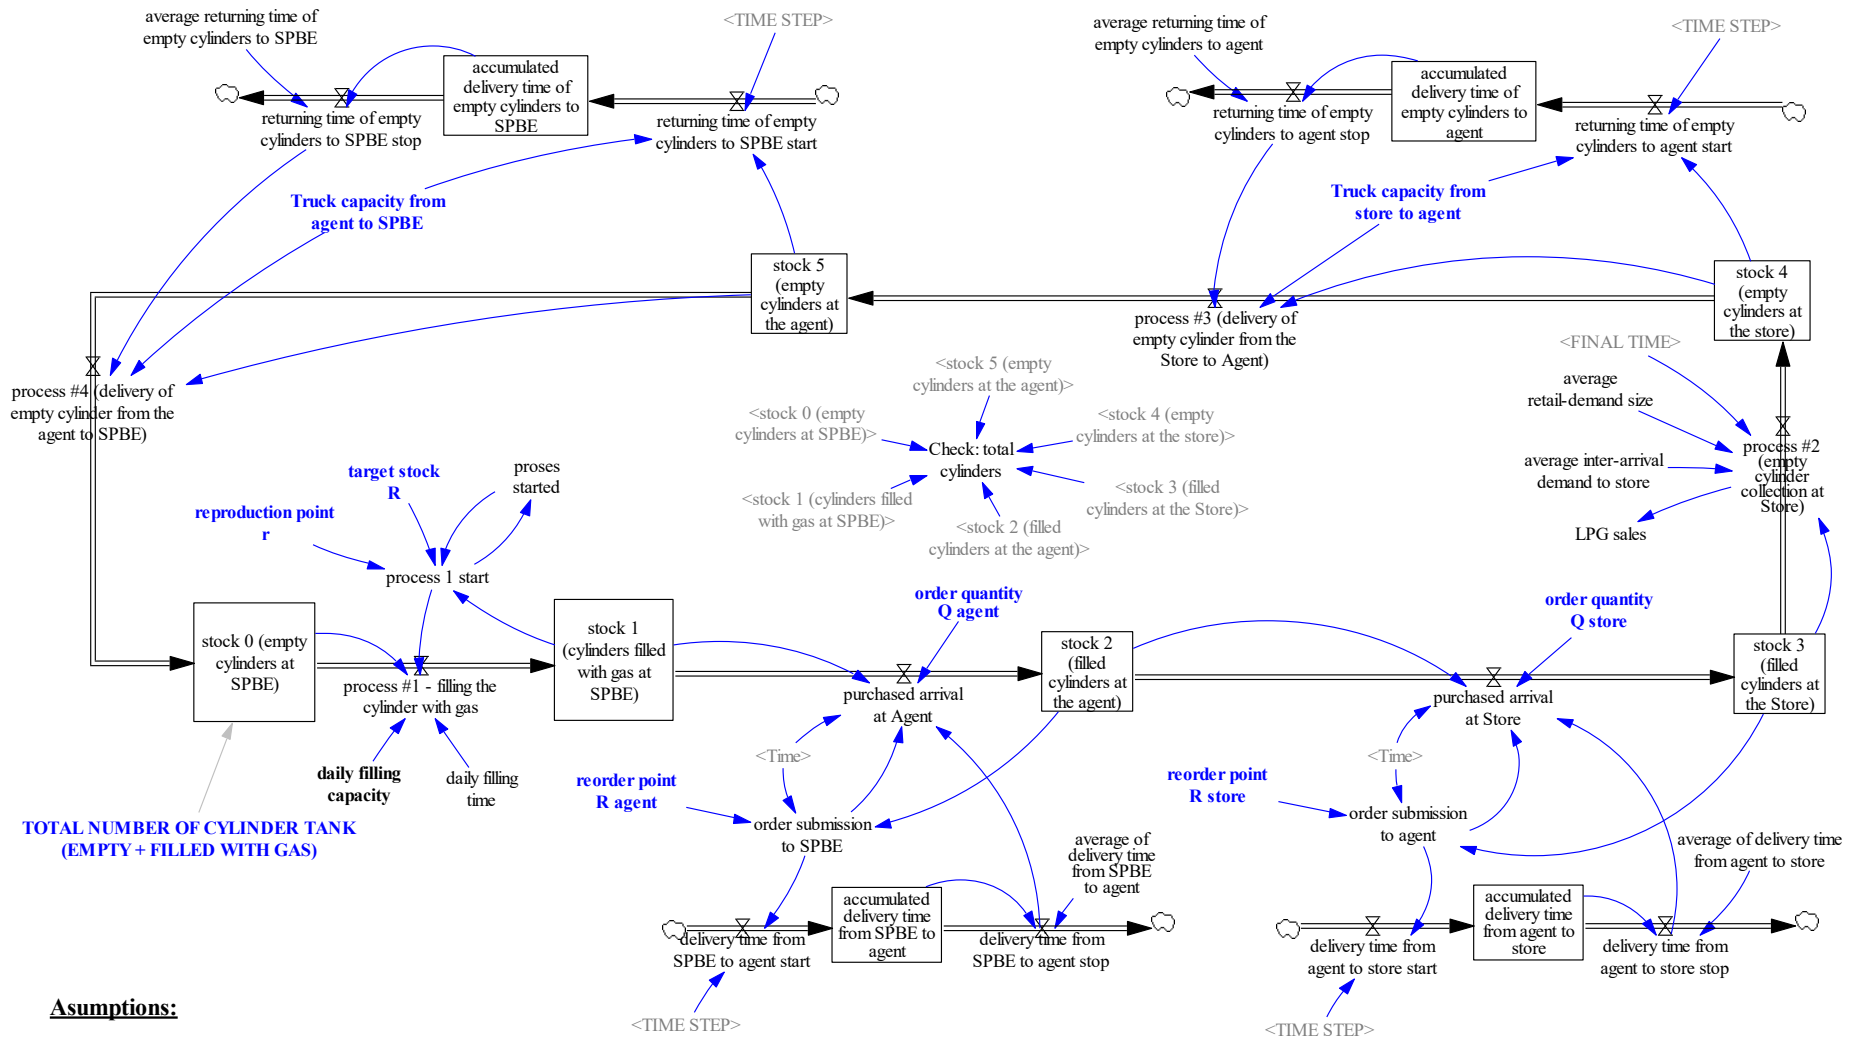 average returning time of
empty cylinders to SPBE
<TIME STEP>
accumulated
delivery time of
empty cylinders to
SPBE
returning time of empty
cylinders to SPBE stop
returning time of empty
cylinders to SPBE start
average returning time of
empty cylinders to agent
<TIME STEP>
accumulated
delivery time of
empty cylinders to
agent
returning time of empty
cylinders to agent stop
returning time of empty
cylinders to agent start
Truck capacity from
agent to SPBE
Truck capacity from
store to agent
stock 5
(empty
cylinders at
the agent)
stock 4
(empty
cylinders at
the store)
process #3 (delivery of
empty cylinder from the
Store to Agent)
process #4 (delivery of
empty cylinder from the
agent to SPBE)
<stock 5 (empty
cylinders at the agent)>
<stock 0 (empty
cylinders at SPBE)>
<stock 4 (empty
cylinders at the store)>
Check: total
cylinders
<stock 1 (cylinders filled
with gas at SPBE)>
<stock 3 (filled
cylinders at the Store)>
<stock 2 (filled
cylinders at the agent)>
<FINAL TIME>
average
retail-demand size
average inter-arrival
demand to store
process #2
(empty
cylinder
collection at
Store)
LPG sales
target stock
R
proses
started
reproduction point
r
process 1 start
stock 0 (empty
cylinders at
SPBE)
process #1 - filling the
cylinder with gas
stock 1
(cylinders filled
with gas at
SPBE)
daily filling
capacity
daily filling
time
TOTAL NUMBER OF CYLINDER TANK
(EMPTY + FILLED WITH GAS)
order quantity
Q agent
purchased arrival
at Agent
stock 2
(filled
cylinders at
the agent)
order quantity
Q store
purchased arrival
at Store
stock 3
(filled
cylinders at
the Store)
<Time>
reorder point
R agent
order submission
to SPBE
<Time>
reorder point
R store
order submission
to agent
average of
delivery time
from SPBE
to agent
average of delivery time
from agent to store
accumulated
delivery time
from SPBE to
agent
delivery time from
SPBE to agent start
delivery time from
SPBE to agent stop
<TIME STEP>
accumulated
delivery time
from agent to
store
delivery time from
agent to store start
delivery time from
agent to store stop
<TIME STEP>
Asumptions: